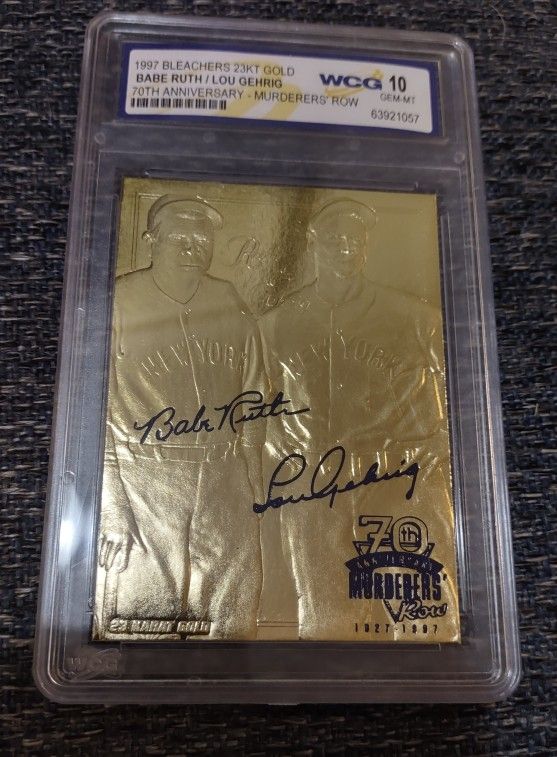 1997 BLEACHERS 23KT GOLD
BABE RUTH / LOU GEHRIG
70TH ANNIVERSARY - MURDERERS' ROW
WCG 10
GEM-MT
63921057
NEW YORK
NEW YORK
Babe Ruth
Lou Gehrig
70th
ANNIVERSARY
MURDERERS'
Row
1927-1997
23 KARAT GOLD
WCG